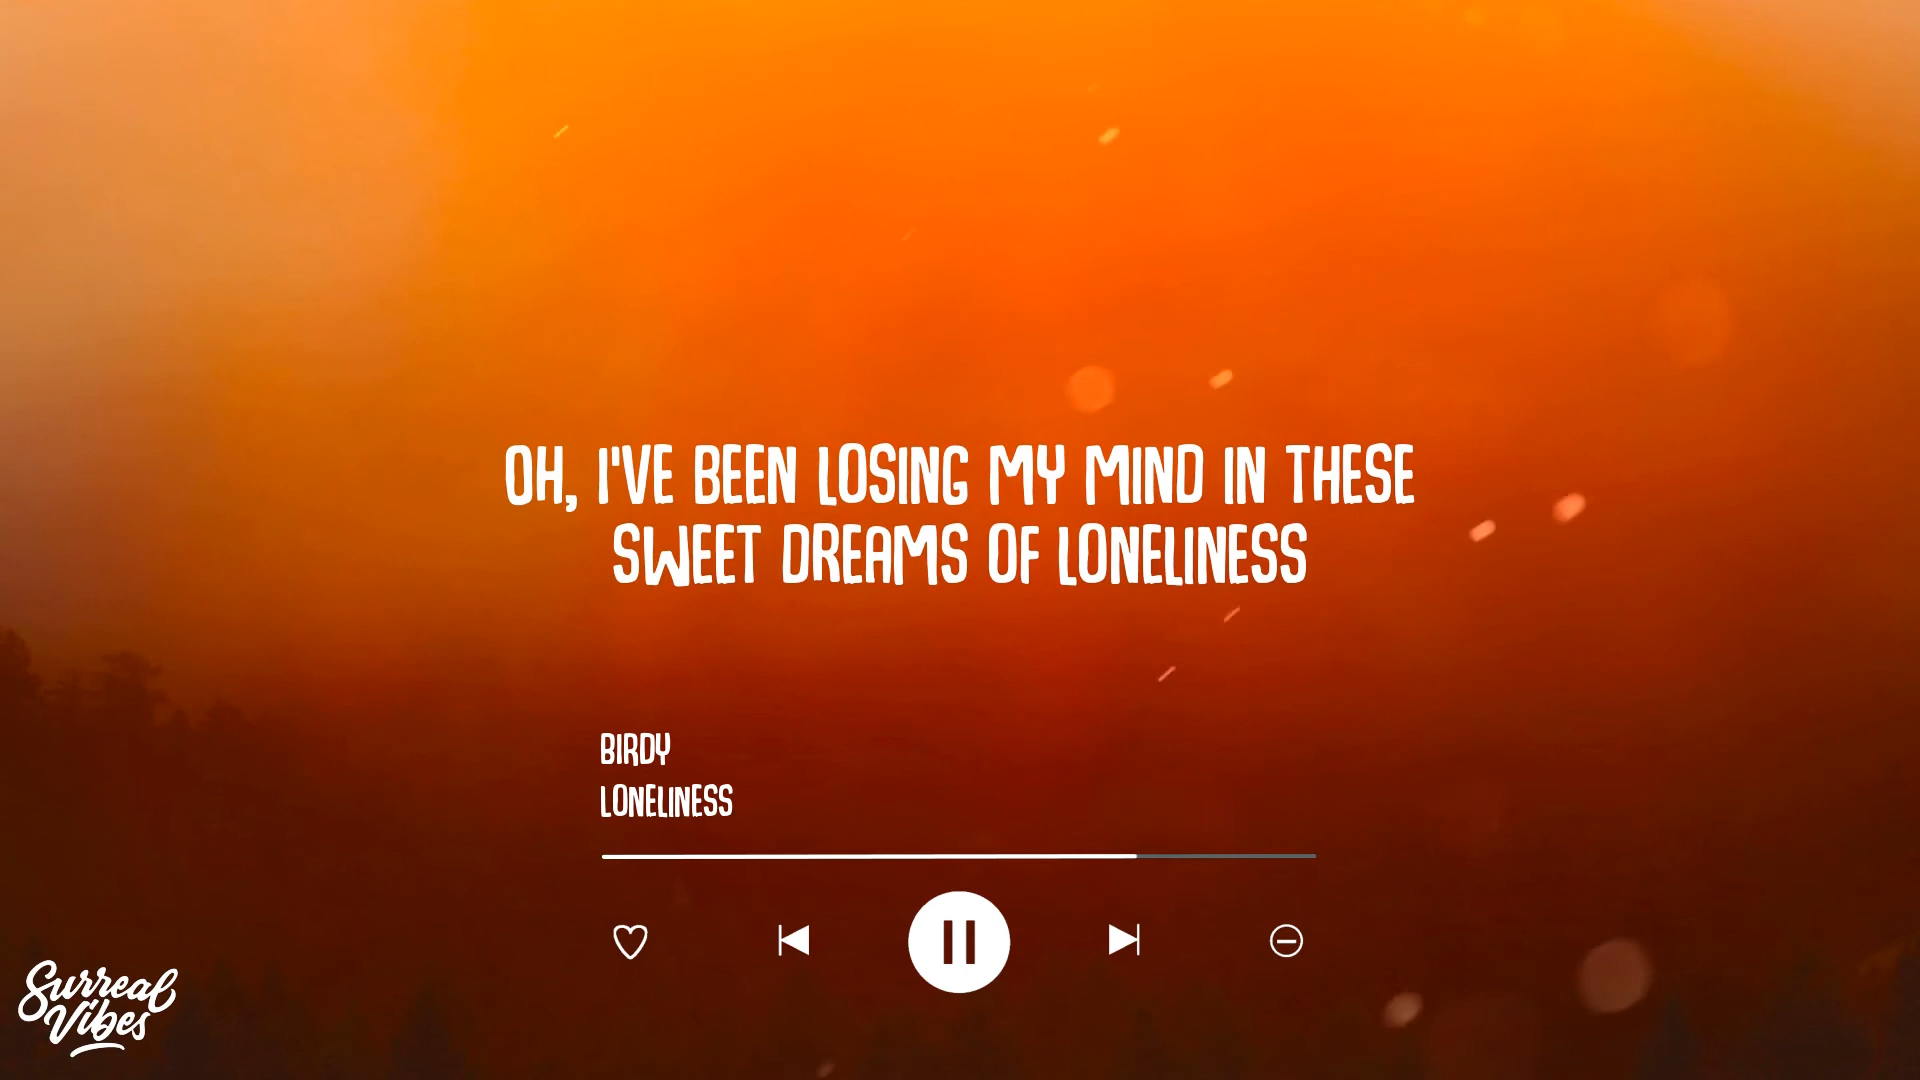 OH, I'VE BEEN LOSING MY MIND IN THESE
SWEET DREAMS OF LONELINESS
BIRDY
LONELINESS
Surreal
Vibes